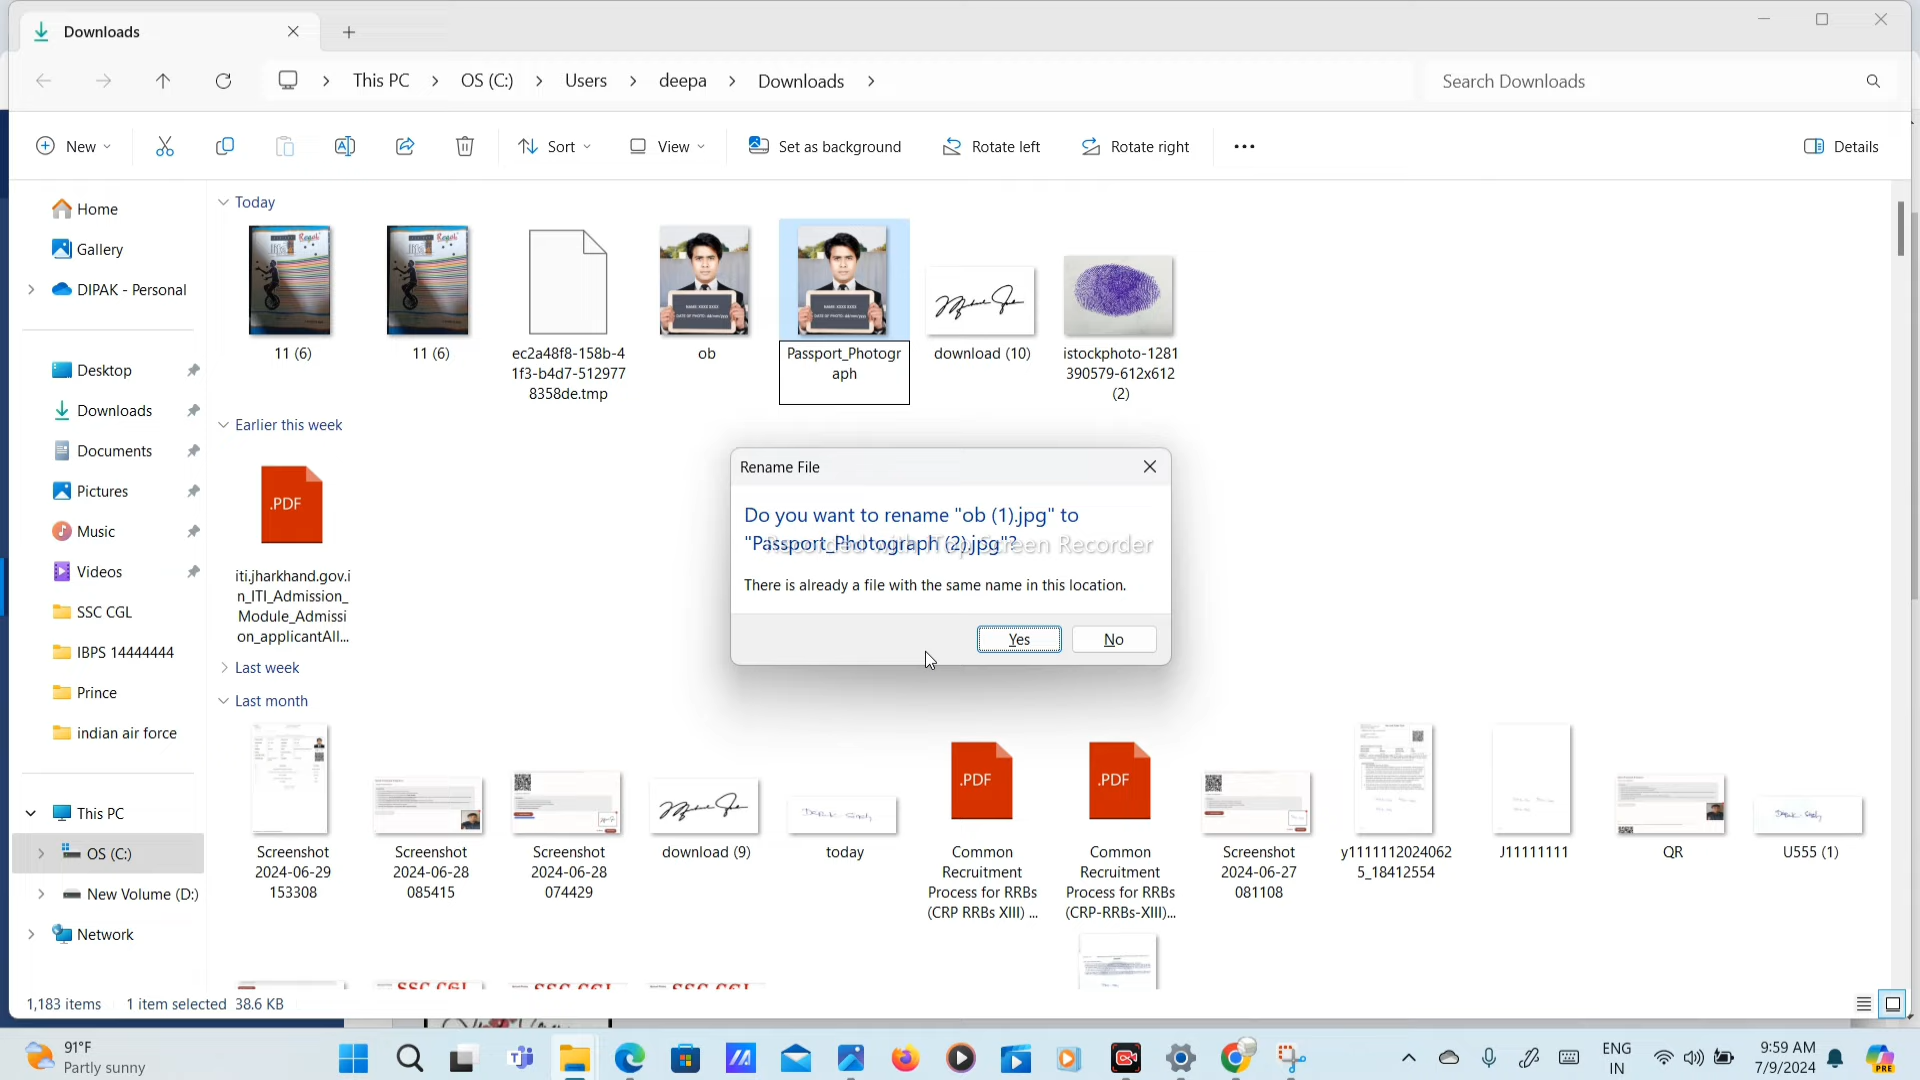 Downloads
This PC
OS (C:)
Users
deepa
Downloads
Search Downloads
New
Sort
View
Set as background
Rotate left
Rotate right
Details
Home
Gallery
DIPAK - Personal
Desktop
Downloads
Documents
Pictures
Music
Videos
SSC CGL
IBPS 14444444
Prince
indian air force
This PC
OS (C:)
New Volume (D:)
Network
Today
11 (6)
11 (6)
ec2a48f8-158b-4
1f3-b4d7-512977
8358de.tmp
ob
Passport_Photogr
aph
download (10)
istockphoto-1281
390579-612x612
(2)
Earlier this week
.PDF
iti.jharkhand.gov.i
n_ITI_Admission_
Module_Admissi
on_applicantAll...
Rename File
Do you want to rename "ob (1).jpg" to
"Passport_Photograph (2).jpg"?
Recorded with iTop Screen Recorder
There is already a file with the same name in this location.
Yes
No
Last week
Last month
.PDF
.PDF
Screenshot
2024-06-29
153308
Screenshot
2024-06-28
085415
Screenshot
2024-06-28
074429
download (9)
today
Common
Recruitment
Process for RRBs
(CRP RRBs XIII) ...
Common
Recruitment
Process for RRBs
(CRP-RRBs-XIII)...
Screenshot
2024-06-27
081108
y1111112024062
5_18412554
J11111111
QR
U555 (1)
1,183 items
1 item selected 38.6 KB
91°F
Partly sunny
ENG
IN
9:59 AM
7/9/2024
PRE